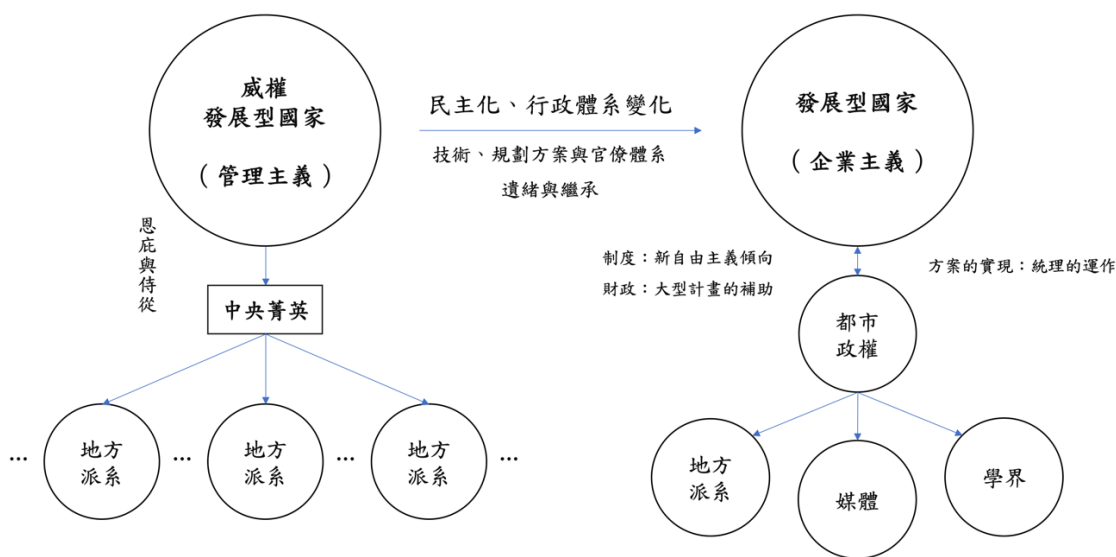 威權
發展型國家
（管理主義）
民主化、行政體系變化
技術、規劃方案與官僚體系
遺緒與繼承
發展型國家
（企業主義）
恩庇與侍從
制度：新自由主義傾向
財政：大型計畫的補助
方案的實現：統理的運作
中央菁英
都市
政權
…
地方
派系
…
地方
派系
…
地方
派系
…
地方
派系
媒體
學界